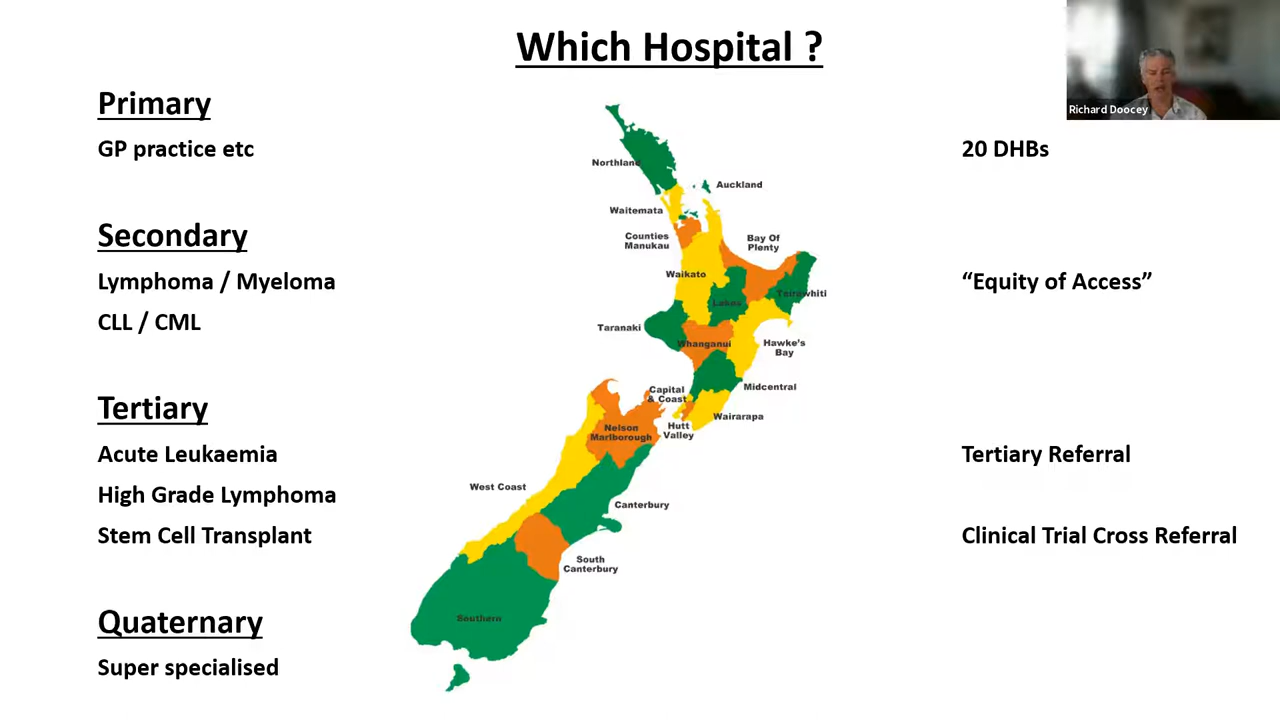 Which Hospital ?
Richard Doocey
Primary
GP practice etc
Secondary
Lymphoma / Myeloma
CLL / CML
Tertiary
Acute Leukaemia
High Grade Lymphoma
Stem Cell Transplant
Quaternary
Super specialised
Northland
Auckland
Waitemata
Counties
Manukau
Bay Of
Plenty
Waikato
Lakes
Tairawhiti
Taranaki
Whanganui
Hawke's
Bay
Midcentral
Capital
& Coast
Wairarapa
Hutt
Valley
Nelson
Marlborough
West Coast
Canterbury
South
Canterbury
Southern
20 DHBs
“Equity of Access”
Tertiary Referral
Clinical Trial Cross Referral